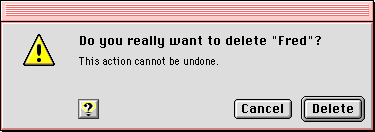 Do you really want to delete "Fred"?
This action cannot be undone.
?
Cancel
Delete